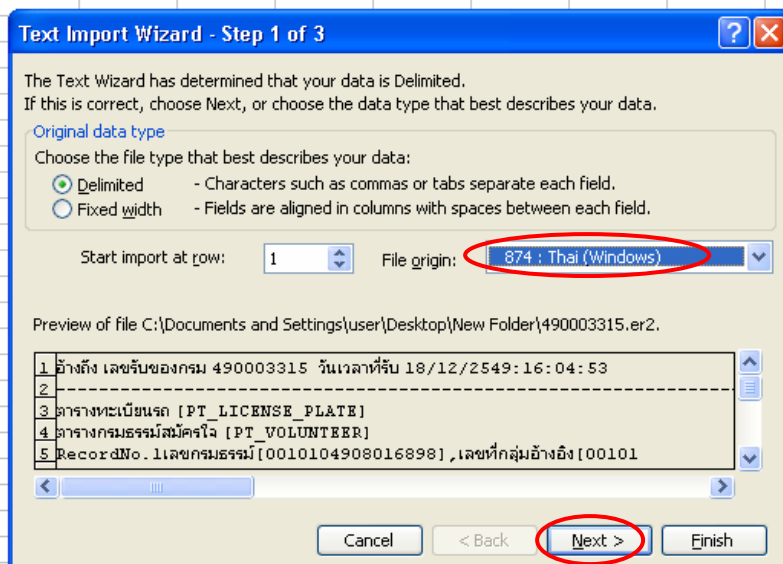 Text Import Wizard - Step 1 of 3
The Text Wizard has determined that your data is Delimited.
If this is correct, choose Next, or choose the data type that best describes your data.
Original data type
Choose the file type that best describes your data:
Delimited - Characters such as commas or tabs separate each field.
Fixed width - Fields are aligned in columns with spaces between each field.
Start import at row: 1 File origin: 874 : Thai (Windows)
Preview of file C:\Documents and Settings\user\Desktop\New Folder\490003315.er2.
1 อ้างถึง เลขรับของกรม 490003315 วันเวลาที่รับ 18/12/2549:16:04:53
2 --------------------------------------------------------------------
3 ตารางทะเบียนรถ [PT_LICENSE_PLATE]
4 ตารางกรมธรรม์สมัครใจ [PT_VOLUNTEER]
5 RecordNo.1เลขกรมธรรม์[0010104908016898],เลขที่กลุ่มอ้างอิง[00101
Cancel < Back Next > Finish